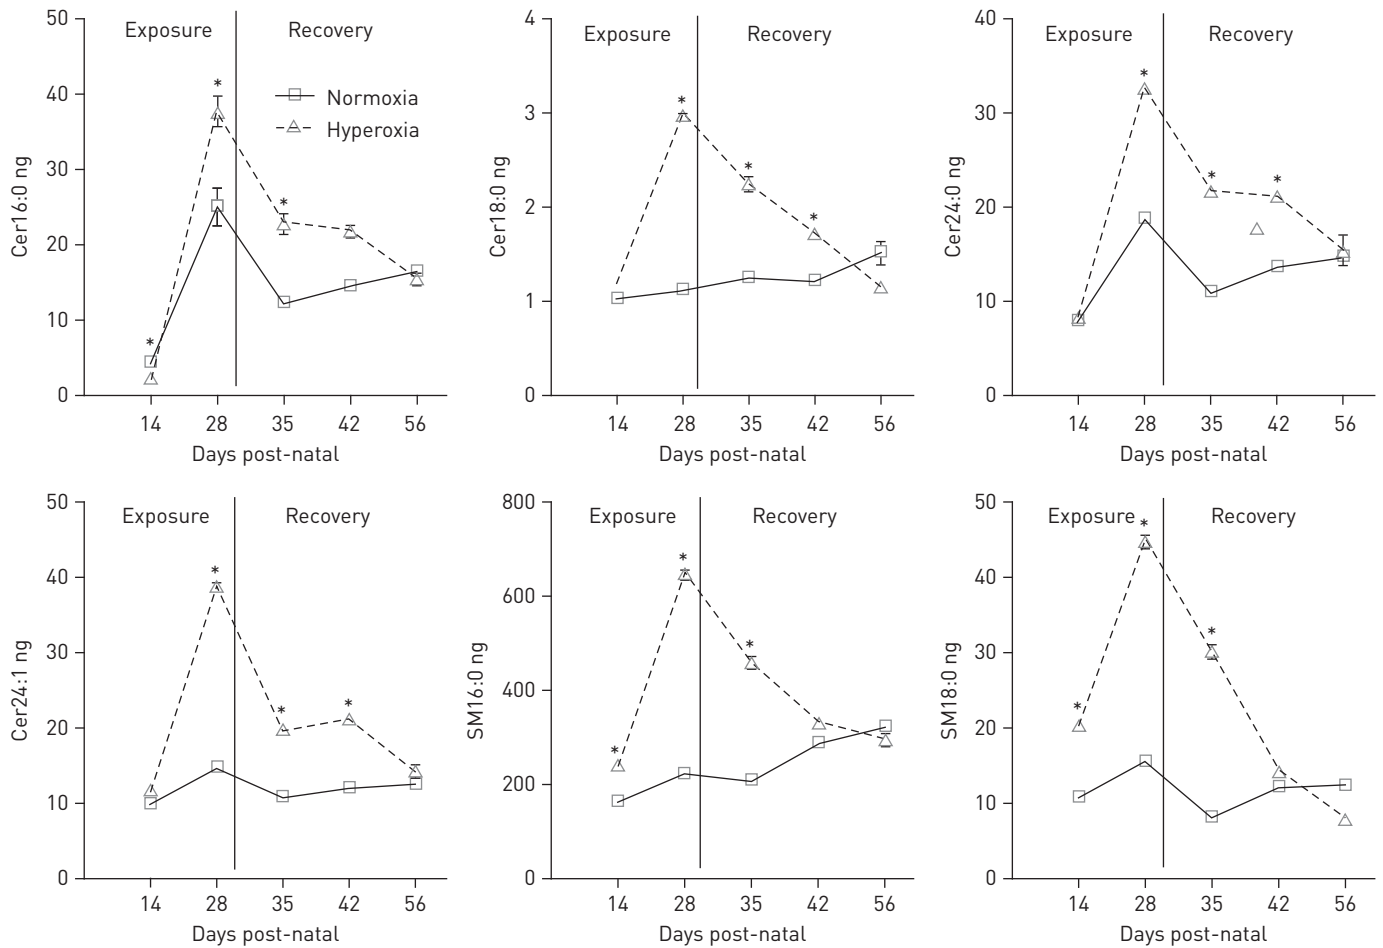 50
40
30
20
10
0
Cer16:0 ng
Exposure
Recovery
*
*
*
Normoxia
Hyperoxia
14 28 35 42 56
Days post-natal
4
3
2
1
0
Cer18:0 ng
Exposure
Recovery
*
*
*
14 28 35 42 56
Days post-natal
40
30
20
10
0
Cer24:0 ng
Exposure
Recovery
*
* *
14 28 35 42 56
Days post-natal
50
40
30
20
10
0
Cer24:1 ng
Exposure
Recovery
*
* *
14 28 35 42 56
Days post-natal
800
600
400
200
0
SM16:0 ng
Exposure
Recovery
*
*
*
14 28 35 42 56
Days post-natal
50
40
30
20
10
0
SM18:0 ng
Exposure
Recovery
*
*
*
14 28 35 42 56
Days post-natal